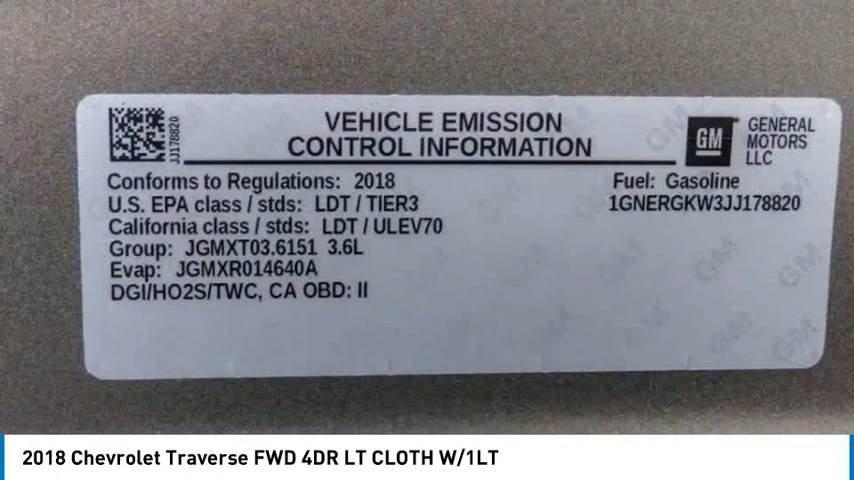 VEHICLE EMISSION
CONTROL INFORMATION
JJ178820
GM
GENERAL
MOTORS
LLC
Conforms to Regulations: 2018
U.S. EPA class / stds: LDT / TIER3
California class / stds: LDT / ULEV70
Group: JGMXT03.6151 3.6L
Evap: JGMXR014640A
DGI/HO2S/TWC, CA OBD: II
Fuel: Gasoline
1GNERGKW3JJ178820
2018 Chevrolet Traverse FWD 4DR LT CLOTH W/1LT